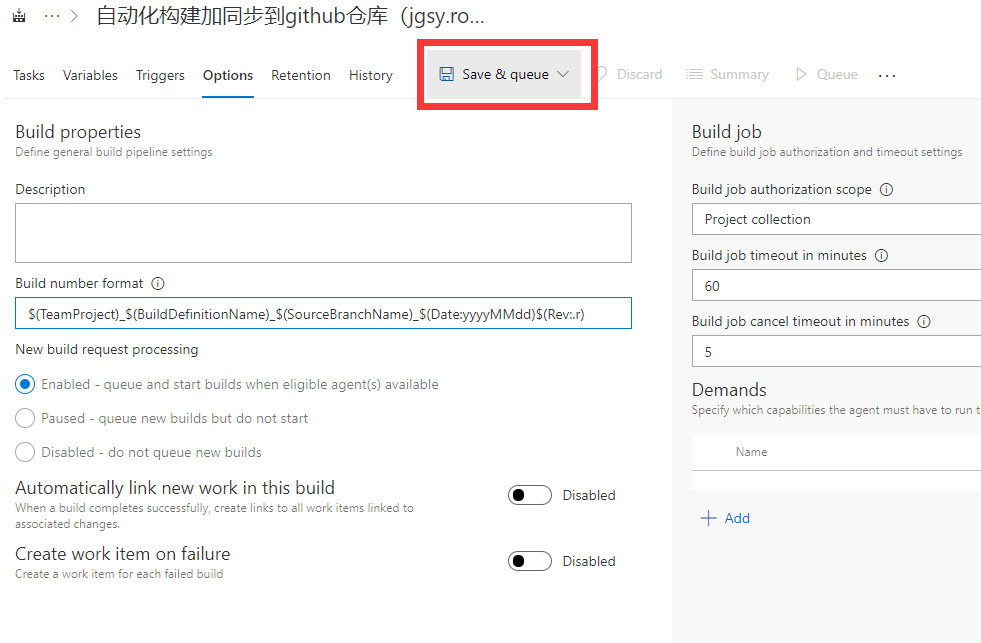 ··· > 自动化构建加同步到github仓库（jgsy.ro...
Tasks Variables Triggers Options Retention History Save & queue Discard Summary Queue ...
Build properties
Define general build pipeline settings
Description
Build number format
$(TeamProject)_$(BuildDefinitionName)_$(SourceBranchName)_$(Date:yyyyMMdd)$(Rev:.r)
New build request processing
Enabled - queue and start builds when eligible agent(s) available
Paused - queue new builds but do not start
Disabled - do not queue new builds
Automatically link new work in this build
When a build completes successfully, create links to all work items linked to
associated changes.
Disabled
Create work item on failure
Create a work item for each failed build
Disabled
Build job
Define build job authorization and timeout settings
Build job authorization scope
Project collection
Build job timeout in minutes
60
Build job cancel timeout in minutes
5
Demands
Specify which capabilities the agent must have to run t
Name
Add